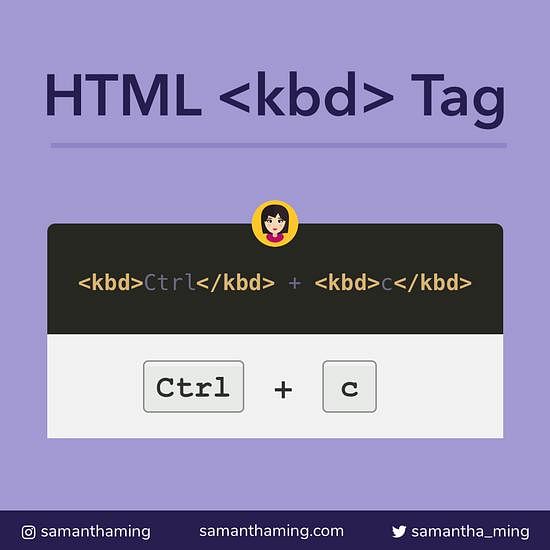 HTML <kbd> Tag
<kbd>Ctrl</kbd> + <kbd>c</kbd>
Ctrl + c
samanthaming samanthaming.com samantha_ming